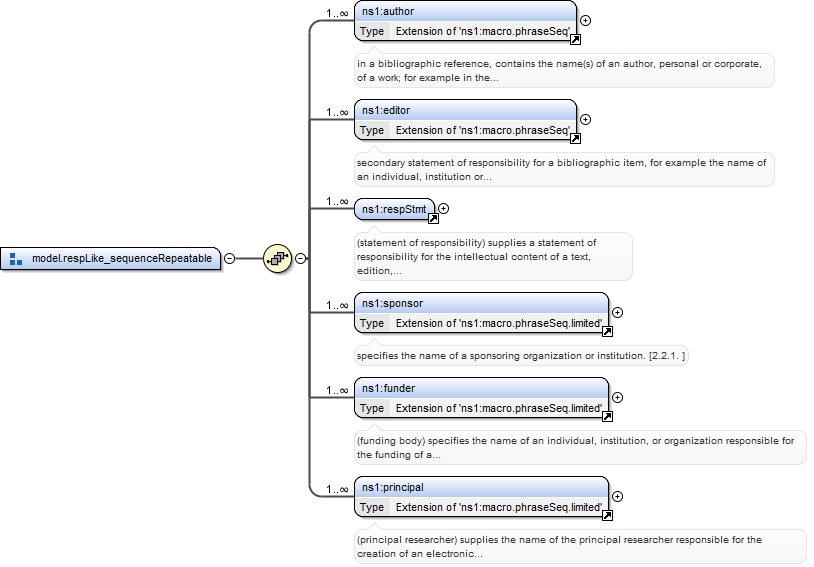 1..∞
ns1:author
Type Extension of 'ns1:macro.phraseSeq'
in a bibliographic reference, contains the name(s) of an author, personal or corporate,
of a work; for example in the...
1..∞
ns1:editor
Type Extension of 'ns1:macro.phraseSeq'
secondary statement of responsibility for a bibliographic item, for example the name of
an individual, institution or...
1..∞
ns1:respStmt
(statement of responsibility) supplies a statement of
responsibility for the intellectual content of a text,
edition,...
model.respLike_sequenceRepeatable
1..∞
ns1:sponsor
Type Extension of 'ns1:macro.phraseSeq.limited'
specifies the name of a sponsoring organization or institution. [2.2.1. ]
1..∞
ns1:funder
Type Extension of 'ns1:macro.phraseSeq.limited'
(funding body) specifies the name of an individual, institution, or organization responsible for
the funding of a...
1..∞
ns1:principal
Type Extension of 'ns1:macro.phraseSeq.limited'
(principal researcher) supplies the name of the principal researcher responsible for the
creation of an electronic...